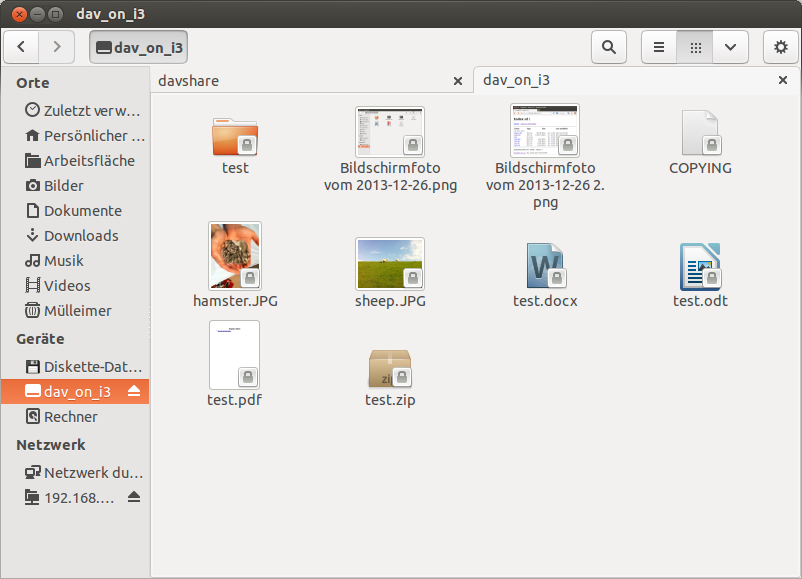 dav_on_i3
dav_on_i3
Orte
Zuletzt verw...
Persönlicher ...
Arbeitsfläche
Bilder
Dokumente
Downloads
Musik
Videos
Mülleimer
Geräte
Diskette-Dat...
dav_on_i3
Rechner
Netzwerk
Netzwerk du...
192.168....
davshare
dav_on_i3
test
Bildschirmfoto
vom 2013-12-26.png
Bildschirmfoto
vom 2013-12-26 2.
png
COPYING
hamster.JPG
sheep.JPG
W
test.docx
test.odt
test.pdf
zip
test.zip